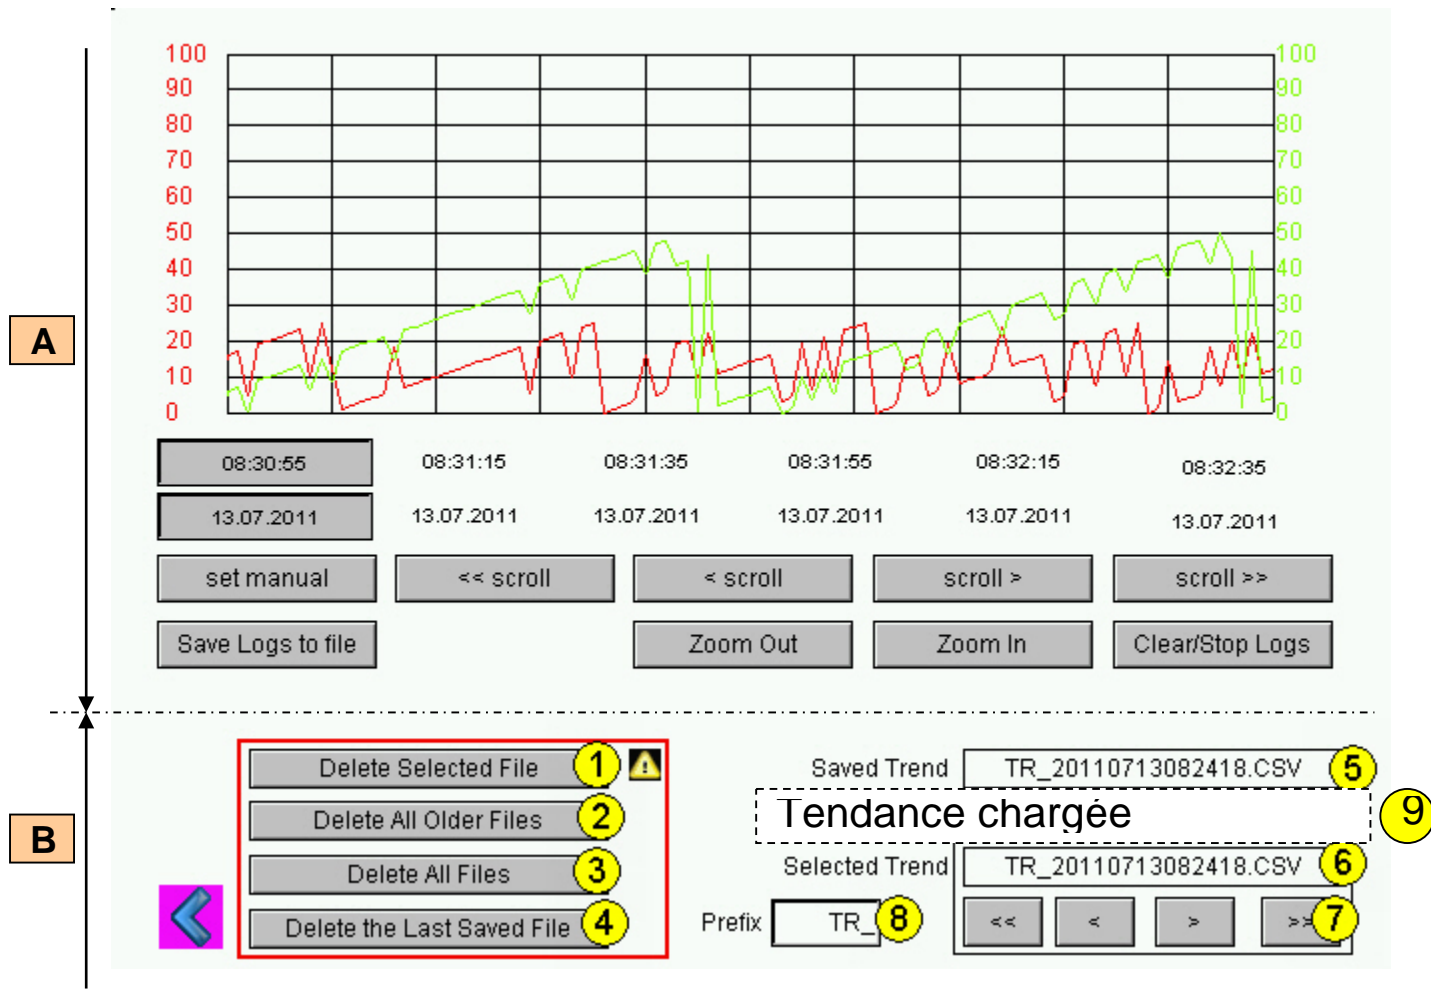 100 100
90 90
80 80
70 70
60 60
50 50
40 40
A 30 30
20 20
10 10
0 0
08:30:55 08:31:15 08:31:35 08:31:55 08:32:15 08:32:35
13.07.2011 13.07.2011 13.07.2011 13.07.2011 13.07.2011 13.07.2011
set manual << scroll < scroll scroll > scroll >>
Save Logs to file Zoom Out Zoom In Clear/Stop Logs
Delete Selected File 1 Saved Trend TR_20110713082418.CSV 5
B Delete All Older Files 2 Tendance chargée 9
Delete All Files 3 Selected Trend TR_20110713082418.CSV 6
Delete the Last Saved File 4 Prefix TR_ 8 << < > >> 7